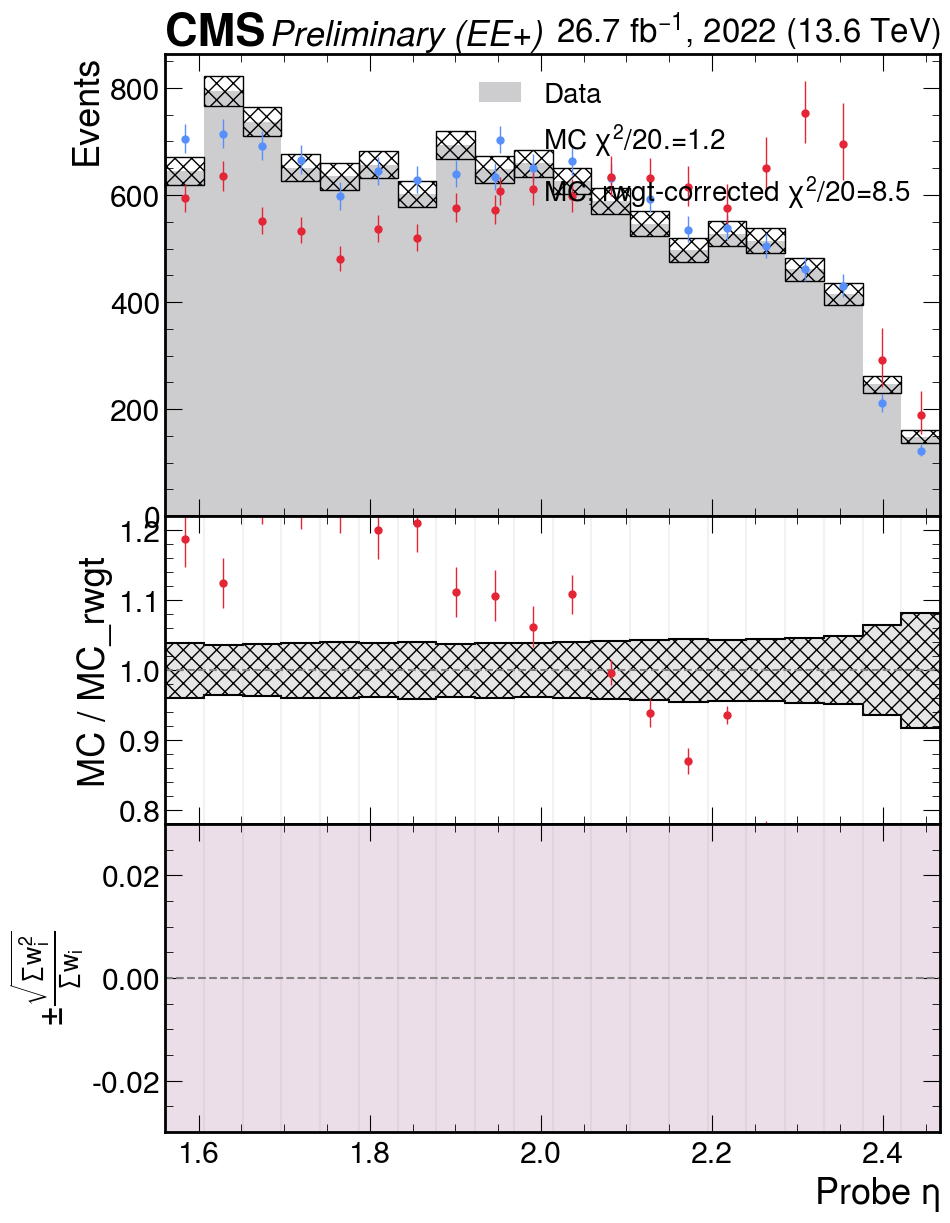 CMS Preliminary (EE+) 26.7 fb⁻¹, 2022 (13.6 TeV)
Events
800
600
400
200
0
Data
MC χ²/20.=1.2
MC, rwgt-corrected χ²/20=8.5
MC / MC_rwgt
1.2
1.1
1.0
0.9
0.8
±√Σwᵢ²/Σwᵢ
0.02
0.00
-0.02
1.6 1.8 2.0 2.2 2.4
Probe η